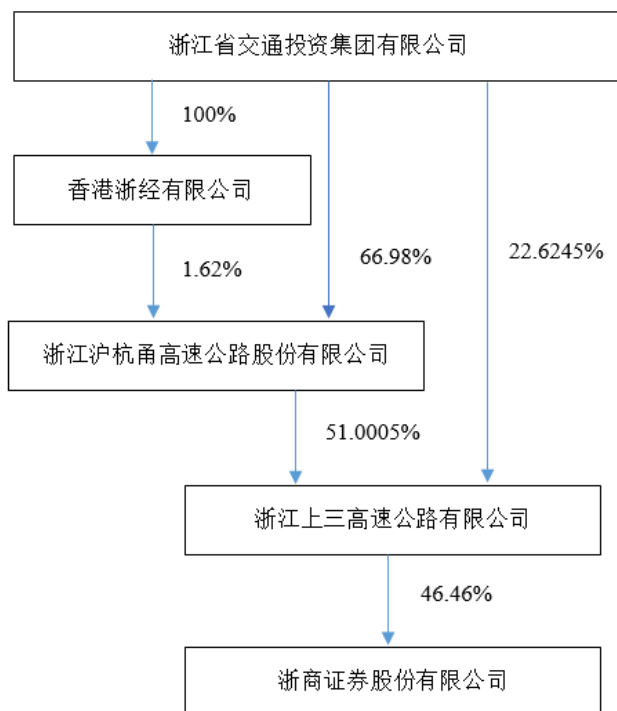 浙江省交通投资集团有限公司
100%
香港浙经有限公司
1.62%
66.98%
22.6245%
浙江沪杭甬高速公路股份有限公司
51.0005%
浙江上三高速公路有限公司
46.46%
浙商证券股份有限公司